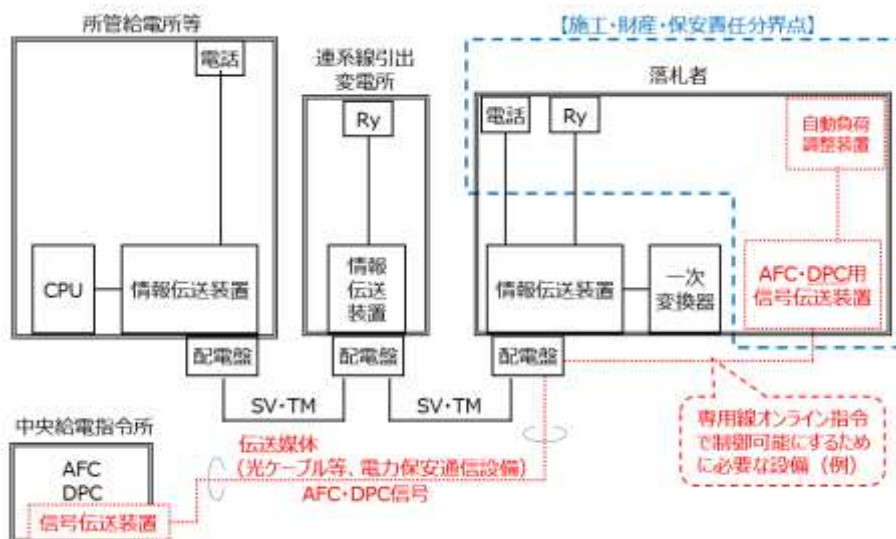 所管給電所等
電話
CPU
情報伝送装置
配電盤
連系線引出
変電所
Ry
情報
伝送
装置
配電盤
【施工・財産・保安責任分界点】
落札者
電話
Ry
自動負荷
調整装置
情報伝送装置
一次
変換器
AFC・DPC用
信号伝送装置
配電盤
SV・TM
SV・TM
専用線オンライン指令
で制御可能にするため
に必要な設備（例）
中央給電指令所
AFC
DPC
信号伝送装置
伝送媒体
（光ケーブル等、電力保安通信設備）
AFC・DPC信号